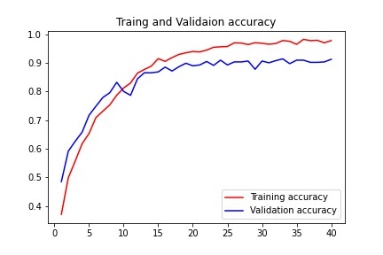 Traing and Validaion accuracy
1.0
0.9
0.8
0.7
0.6
0.5
0.4
Training accuracy
Validation accuracy
0 5 10 15 20 25 30 35 40